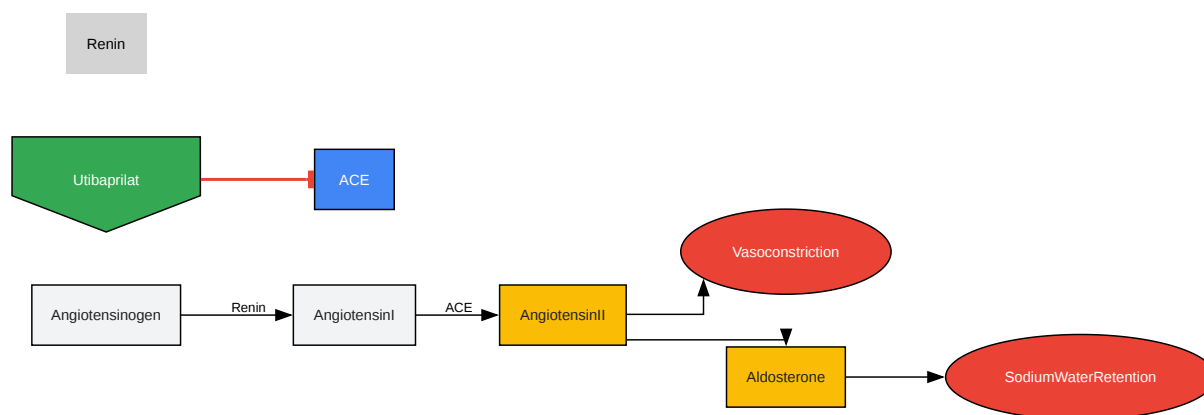 Renin
Utibaprilat
ACE
Vasoconstriction
Angiotensinogen
Renin
AngiotensinI
ACE
AngiotensinII
Aldosterone
SodiumWaterRetention